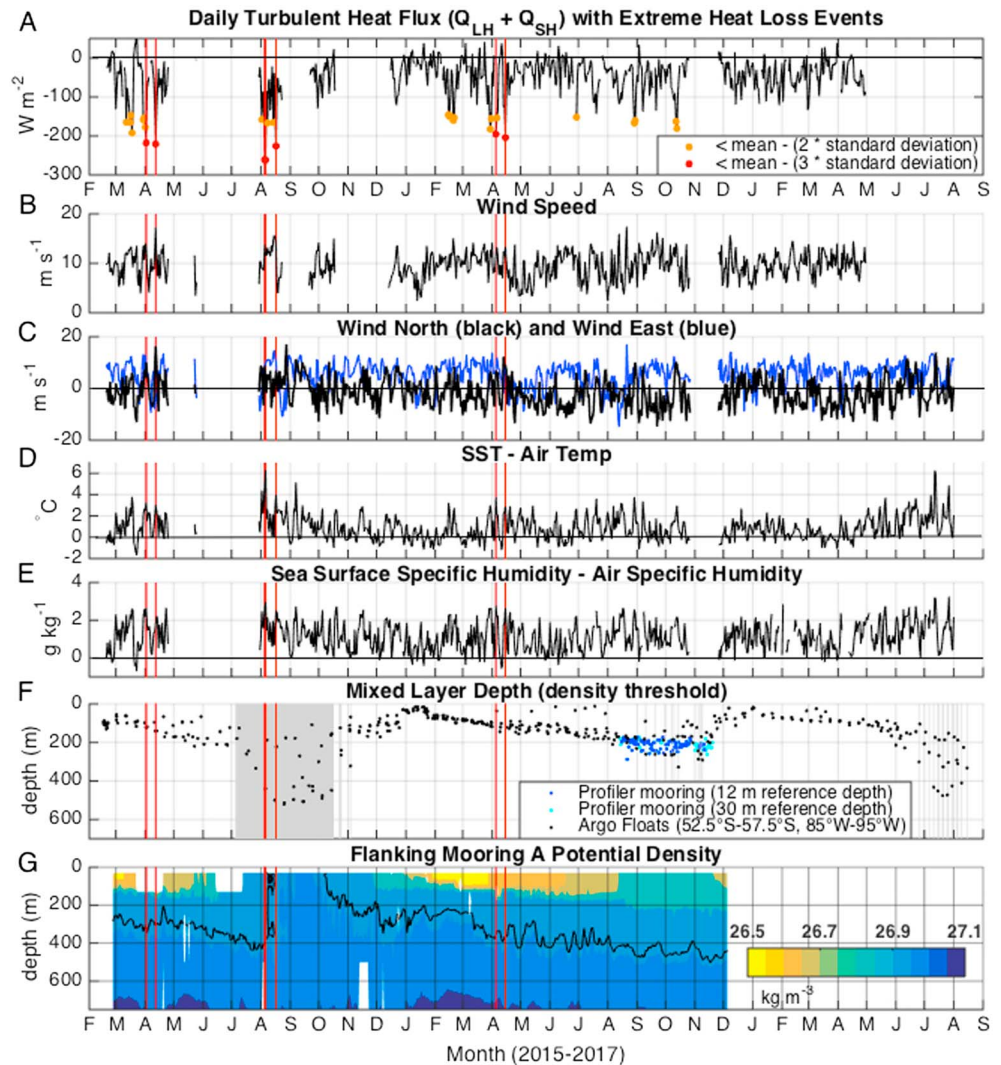 A
Daily Turbulent Heat Flux (Q_LH + Q_SH) with Extreme Heat Loss Events
0
-100
-200
-300
W m⁻²
< mean - (2 * standard deviation)
< mean - (3 * standard deviation)
F M A M J J A S O N D J F M A M J J A S O N D J F M A M J J A S
B
Wind Speed
20
10
0
m s⁻¹
C
Wind North (black) and Wind East (blue)
20
0
-20
m s⁻¹
D
SST - Air Temp
6
4
2
0
-2
°C
E
Sea Surface Specific Humidity - Air Specific Humidity
4
2
0
g kg⁻¹
F
Mixed Layer Depth (density threshold)
0
200
400
600
depth (m)
Profiler mooring (12 m reference depth)
Profiler mooring (30 m reference depth)
Argo Floats (52.5°S-57.5°S, 85°W-95°W)
G
Flanking Mooring A Potential Density
0
200
400
600
depth (m)
26.5 26.7 26.9 27.1
kg m⁻³
F M A M J J A S O N D J F M A M J J A S O N D J F M A M J J A S
Month (2015-2017)